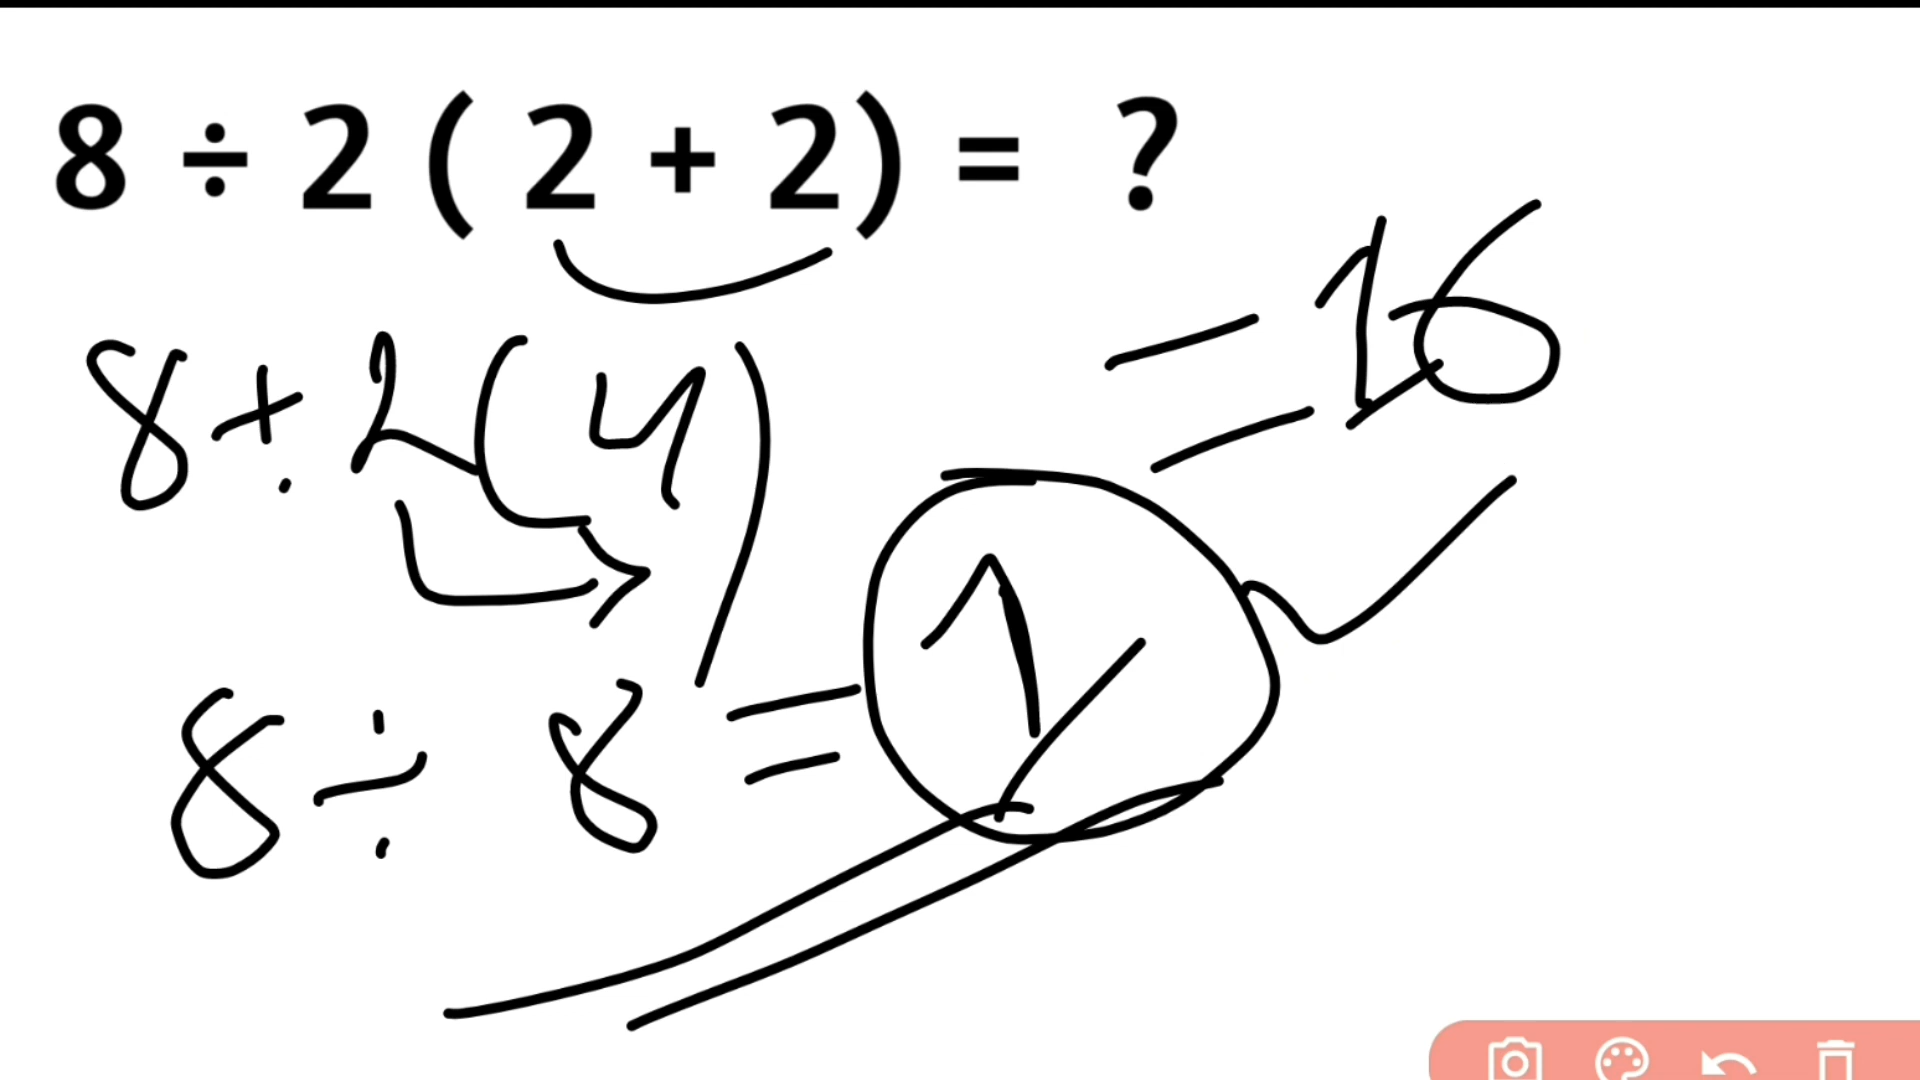 8 ÷ 2 ( 2 + 2) = ?
= 16
8 ÷ 2(4)
8 ÷ 8 = 1